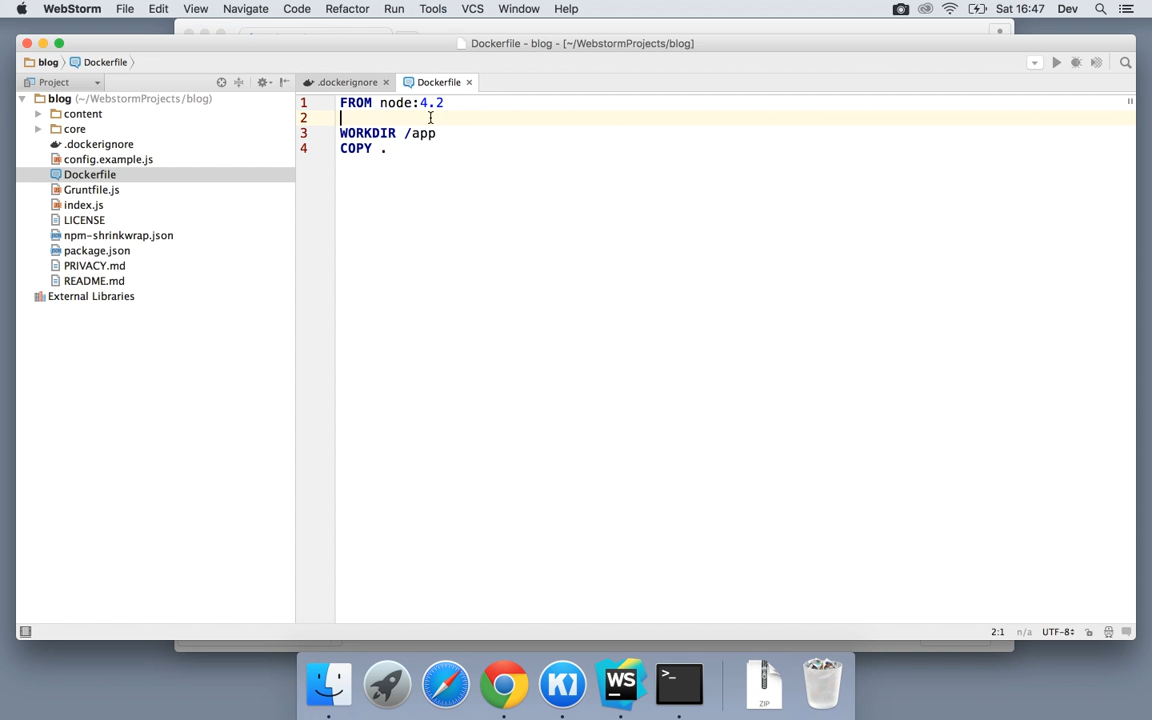 WebStorm File Edit View Navigate Code Refactor Run Tools VCS Window Help Sat 16:47 Dev
Dockerfile - blog - [~/WebstormProjects/blog]
blog Dockerfile
Project .dockerignore Dockerfile
blog (~/WebstormProjects/blog)
content
core
.dockerignore
config.example.js
Dockerfile
Gruntfile.js
index.js
LICENSE
npm-shrinkwrap.json
package.json
PRIVACY.md
README.md
External Libraries
1 FROM node:4.2
2
3 WORKDIR /app
4 COPY .
2:1 n/a UTF-8
WS
>_
ZIP